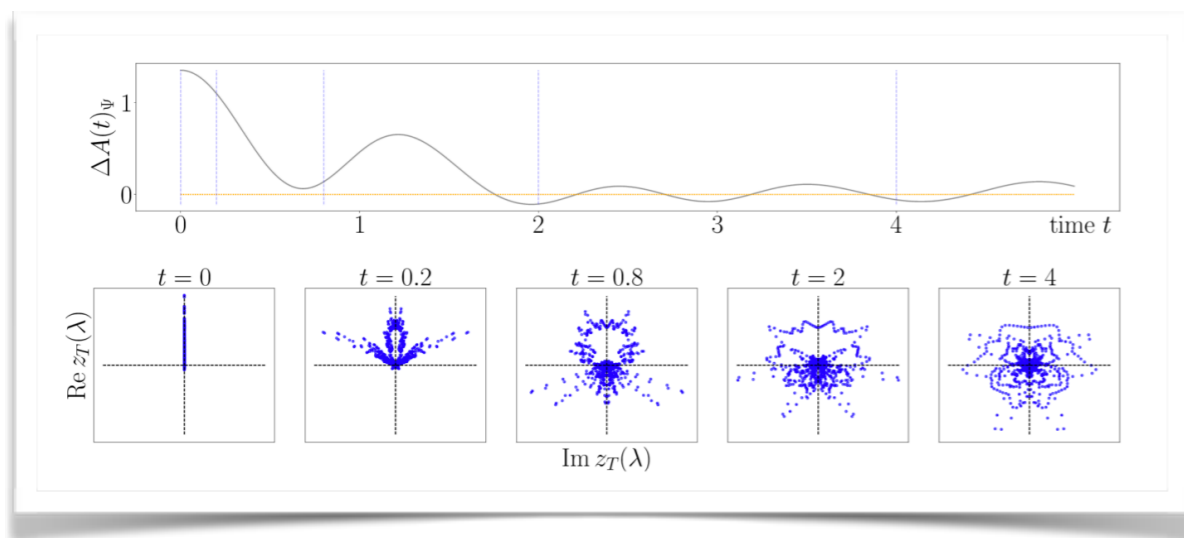 ΔA(t)_Ψ
1
0
0 1 2 3 4 time t
t = 0 t = 0.2 t = 0.8 t = 2 t = 4
Re z_T(λ)
Im z_T(λ)